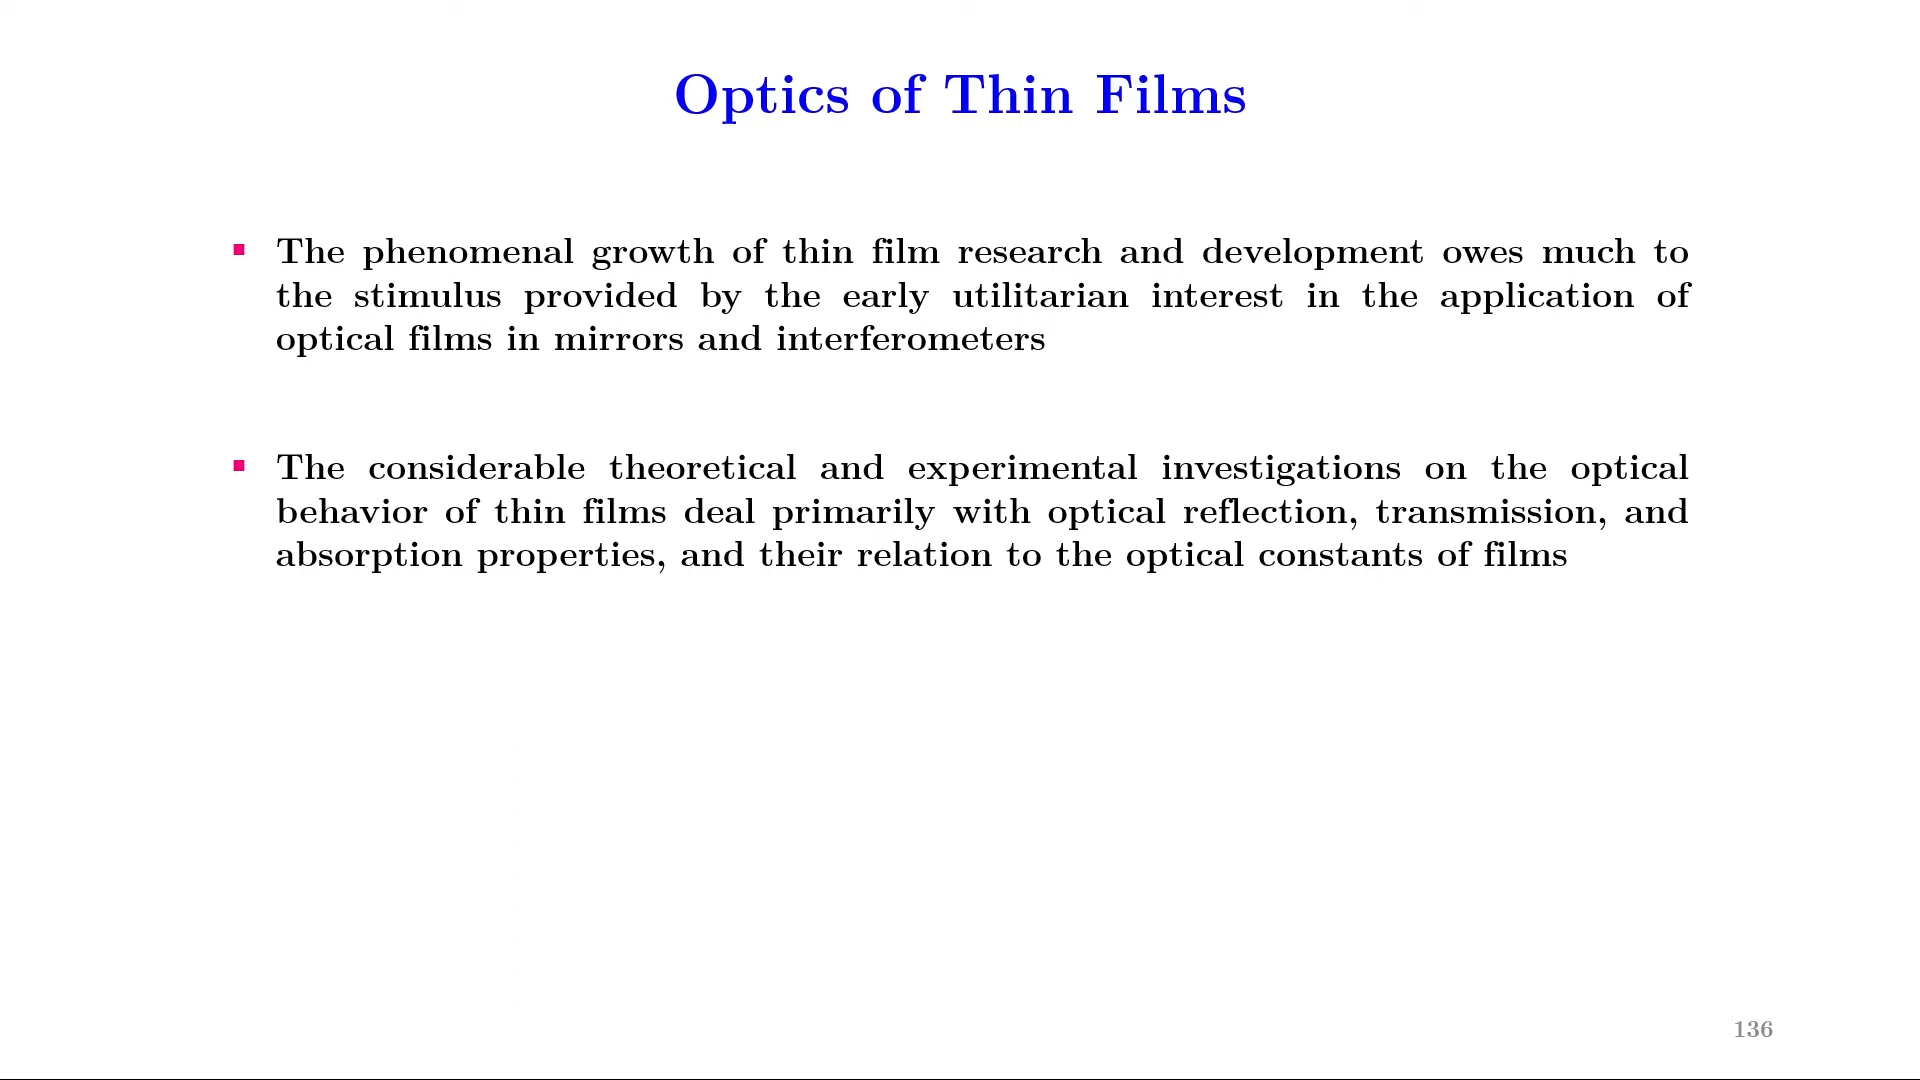 Optics of Thin Films
▪ The phenomenal growth of thin film research and development owes much to
the stimulus provided by the early utilitarian interest in the application of
optical films in mirrors and interferometers
▪ The considerable theoretical and experimental investigations on the optical
behavior of thin films deal primarily with optical reflection, transmission, and
absorption properties, and their relation to the optical constants of films
136